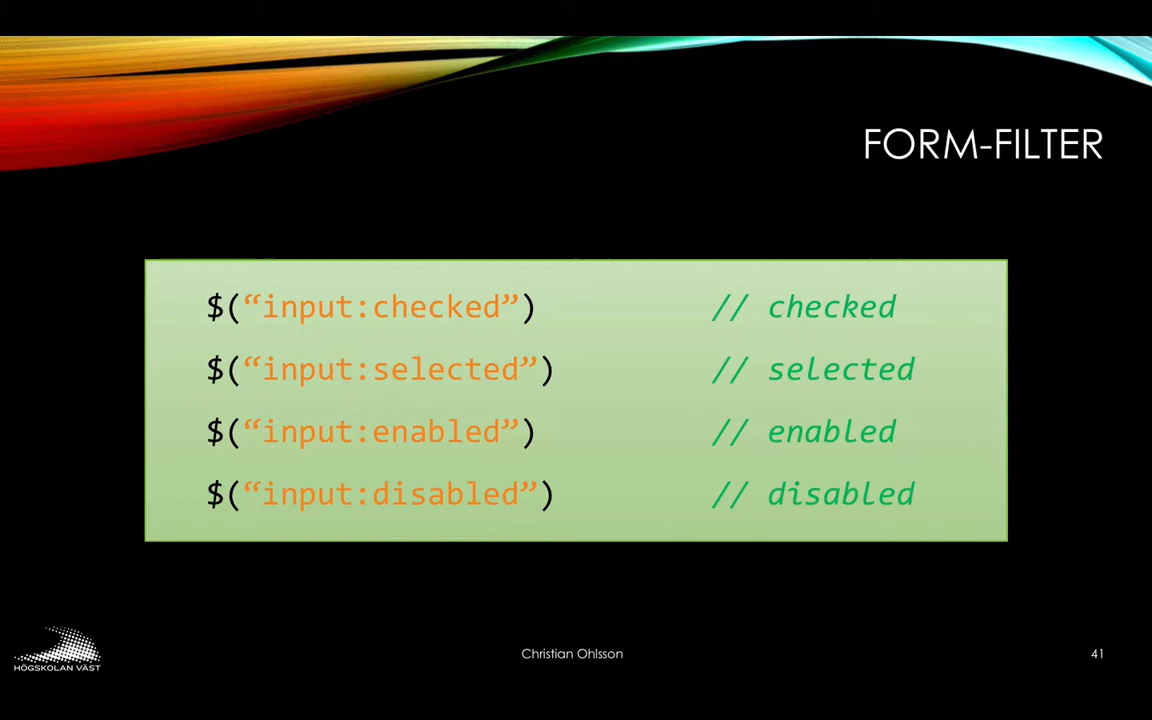 FORM-FILTER
$(“input:checked”) // checked
$(“input:selected”) // selected
$(“input:enabled”) // enabled
$(“input:disabled”) // disabled
HÖGSKOLAN VÄST
Christian Ohlsson
41